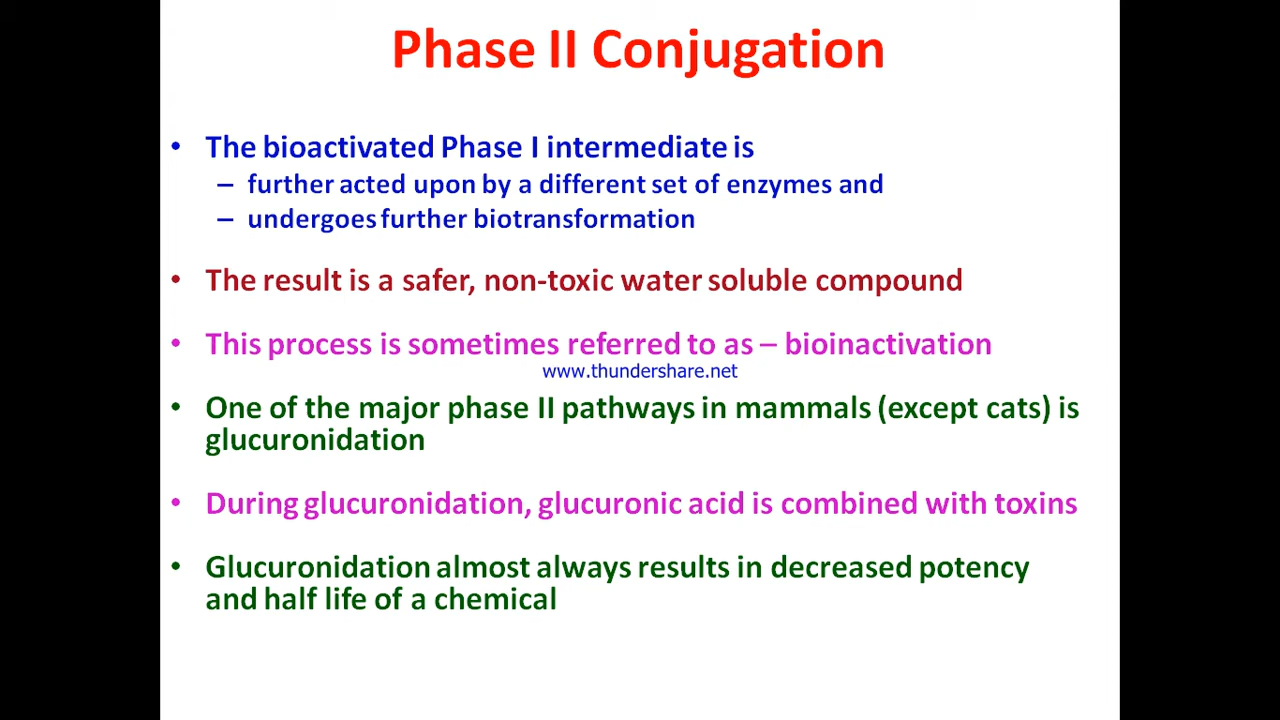 Phase II Conjugation
• The bioactivated Phase I intermediate is
– further acted upon by a different set of enzymes and
– undergoes further biotransformation
• The result is a safer, non-toxic water soluble compound
• This process is sometimes referred to as – bioinactivation
www.thundershare.net
• One of the major phase II pathways in mammals (except cats) is
glucuronidation
• During glucuronidation, glucuronic acid is combined with toxins
• Glucuronidation almost always results in decreased potency
and half life of a chemical